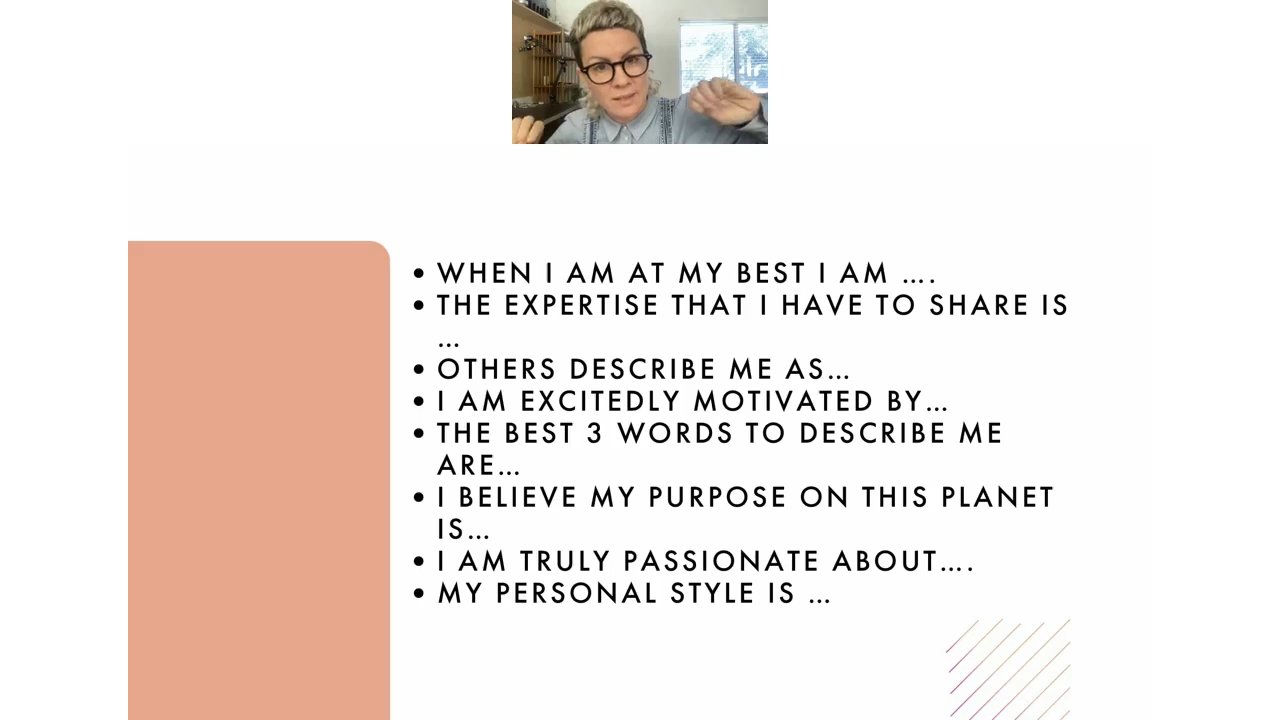 • WHEN I AM AT MY BEST I AM ....
• THE EXPERTISE THAT I HAVE TO SHARE IS
...
• OTHERS DESCRIBE ME AS...
• I AM EXCITEDLY MOTIVATED BY...
• THE BEST 3 WORDS TO DESCRIBE ME
ARE...
• I BELIEVE MY PURPOSE ON THIS PLANET
IS...
• I AM TRULY PASSIONATE ABOUT....
• MY PERSONAL STYLE IS ...